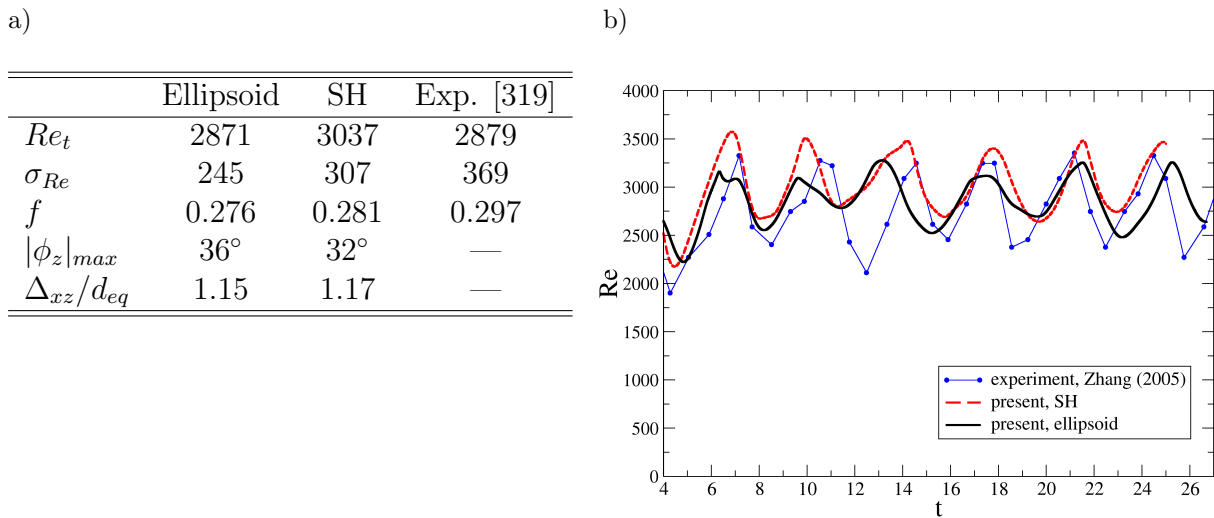 a)
Ellipsoid SH Exp. [319]
Re_t 2871 3037 2879
σ_Re 245 307 369
f 0.276 0.281 0.297
|ϕ_z|_max 36° 32° —
Δ_xz/d_eq 1.15 1.17 —
b)
4000
3500
3000
2500
2000
1500
1000
500
0
Re
experiment, Zhang (2005)
present, SH
present, ellipsoid
4 6 8 10 12 14 16 18 20 22 24 26
t